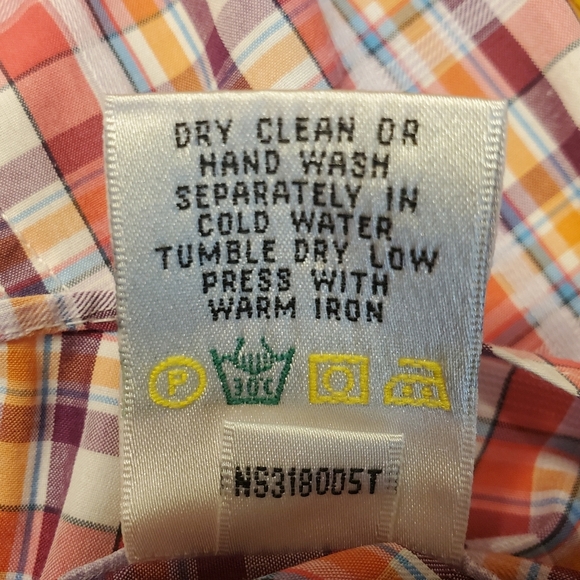 DRY CLEAN OR
HAND WASH
SEPARATELY IN
COLD WATER
TUMBLE DRY LOW
PRESS WITH
WARM IRON
P 30C
NS318005T